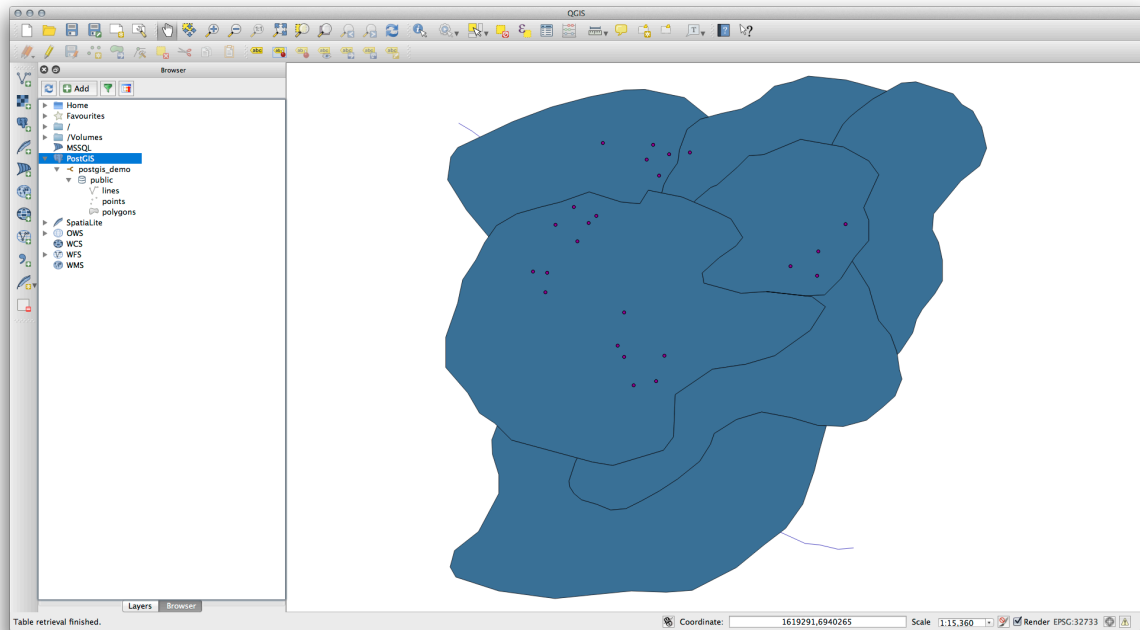 QGIS
Browser
Add
Home
Favourites
/
/Volumes
MSSQL
PostGIS
postgis_demo
public
lines
points
polygons
SpatiaLite
OWS
WCS
WFS
WMS
Layers Browser
Table retrieval finished.
Coordinate: 1619291,6940265 Scale 1:15,360 Render EPSG:32733